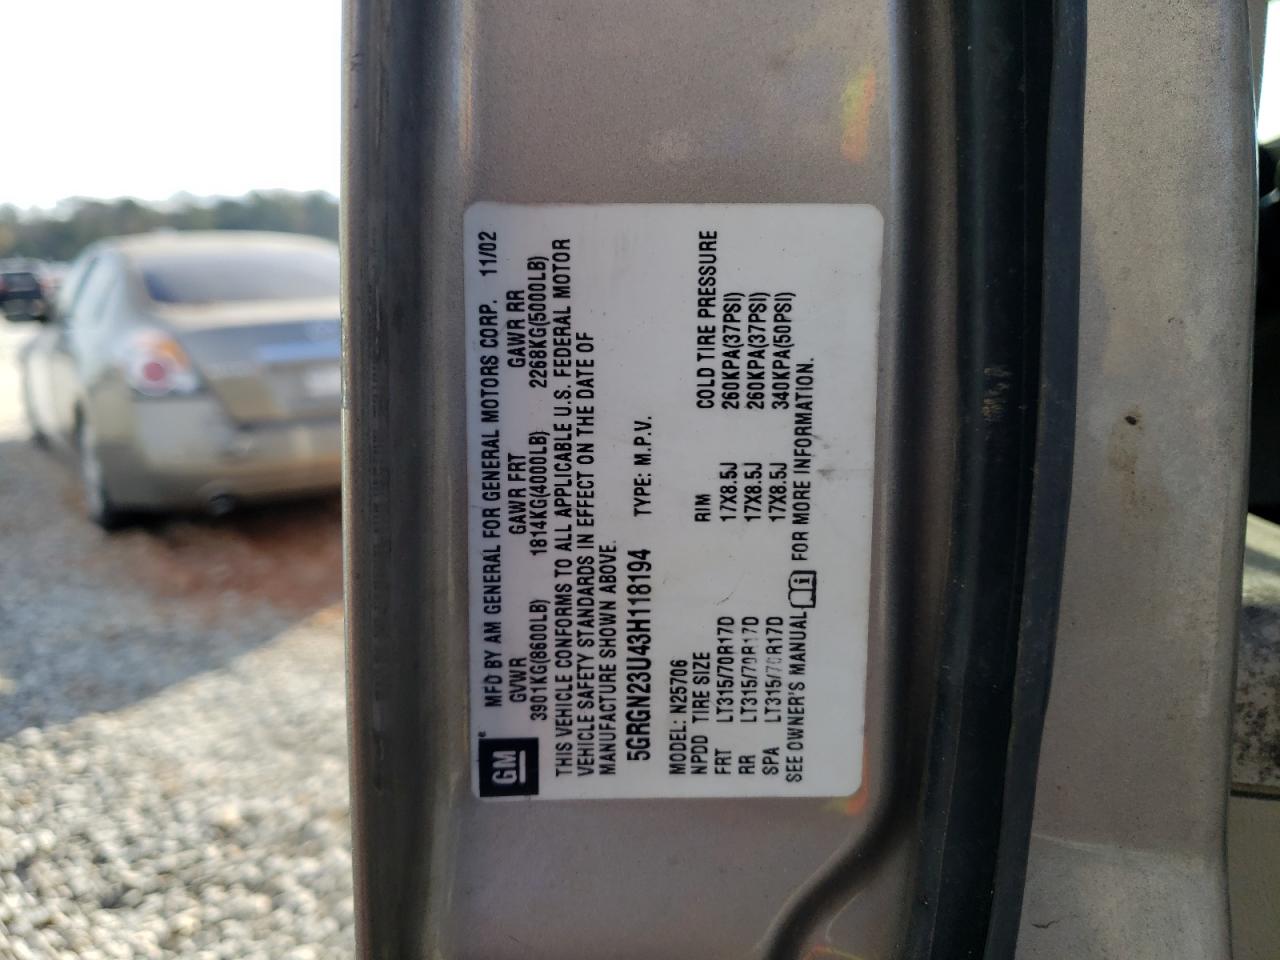 GM
MFD BY AM GENERAL FOR GENERAL MOTORS CORP. 11/02
GVWR GAWR FRT GAWR RR
3901KG(8600LB) 1814KG(4000LB) 2268KG(5000LB)
THIS VEHICLE CONFORMS TO ALL APPLICABLE U.S. FEDERAL MOTOR
VEHICLE SAFETY STANDARDS IN EFFECT ON THE DATE OF
MANUFACTURE SHOWN ABOVE.
5GRGN23U43H118194 TYPE: M.P.V.
MODEL: N25706
NPDD TIRE SIZE RIM COLD TIRE PRESSURE
FRT LT315/70R17D 17X8.5J 260KPA(37PSI)
RR LT315/70R17D 17X8.5J 260KPA(37PSI)
SPA LT315/70R17D 17X8.5J 340KPA(50PSI)
SEE OWNER'S MANUAL FOR MORE INFORMATION.